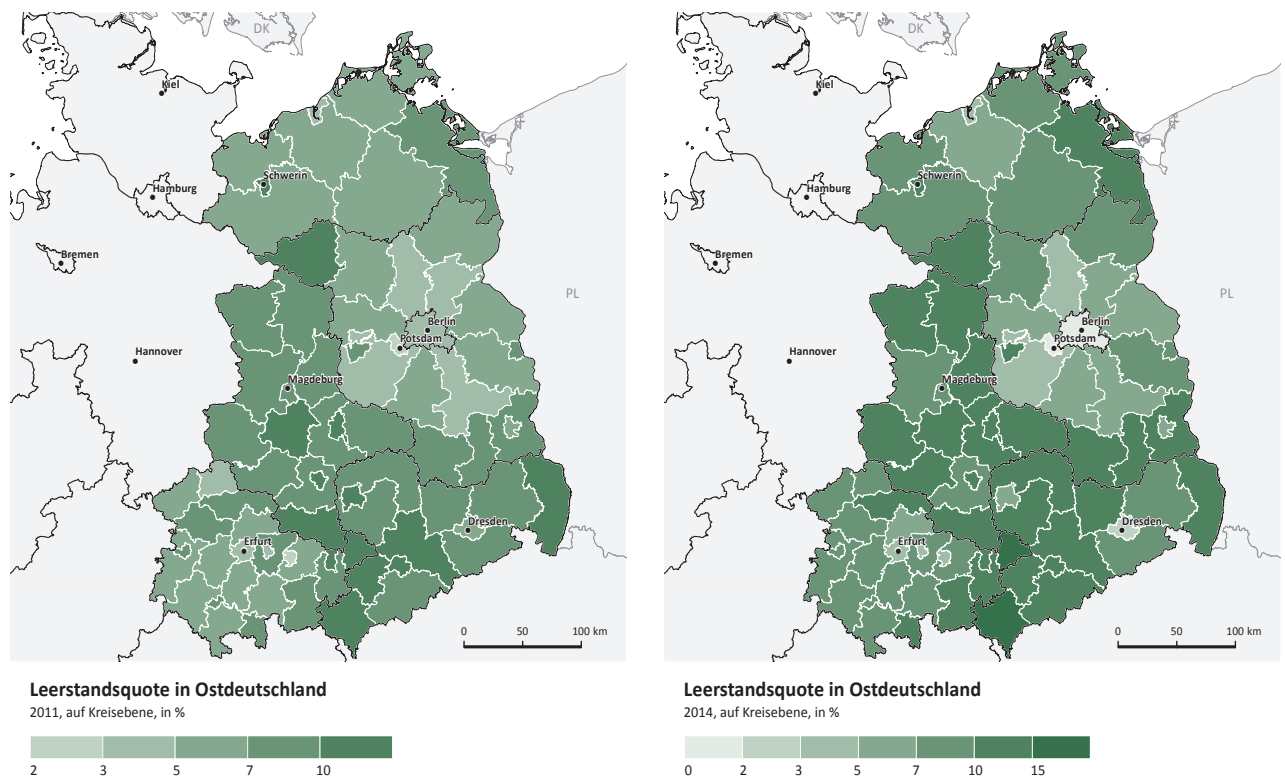 DK
Kiel
Schwerin
Hamburg
Bremen
PL
Berlin
Potsdam
Hannover
Magdeburg
Dresden
Erfurt
0 50 100 km
Leerstandsquote in Ostdeutschland
2011, auf Kreisebene, in %
2 3 5 7 10
DK
Kiel
Schwerin
Hamburg
Bremen
PL
Berlin
Potsdam
Hannover
Magdeburg
Dresden
Erfurt
0 50 100 km
Leerstandsquote in Ostdeutschland
2014, auf Kreisebene, in %
0 2 3 5 7 10 15